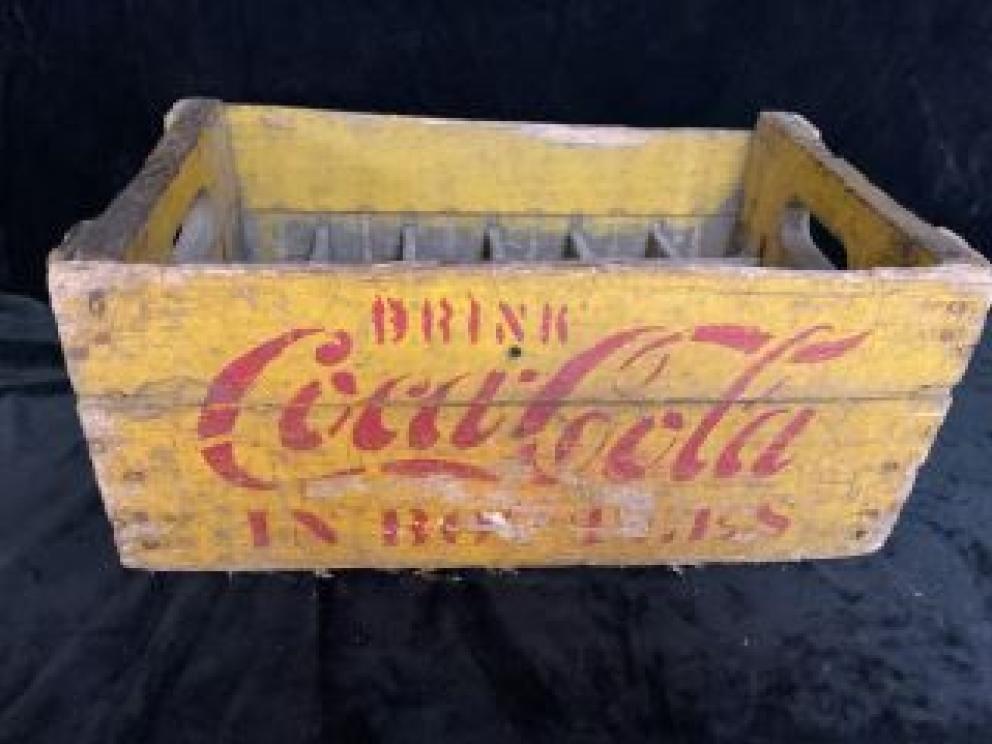 DRINK
Coca-Cola
IN BOTTLES